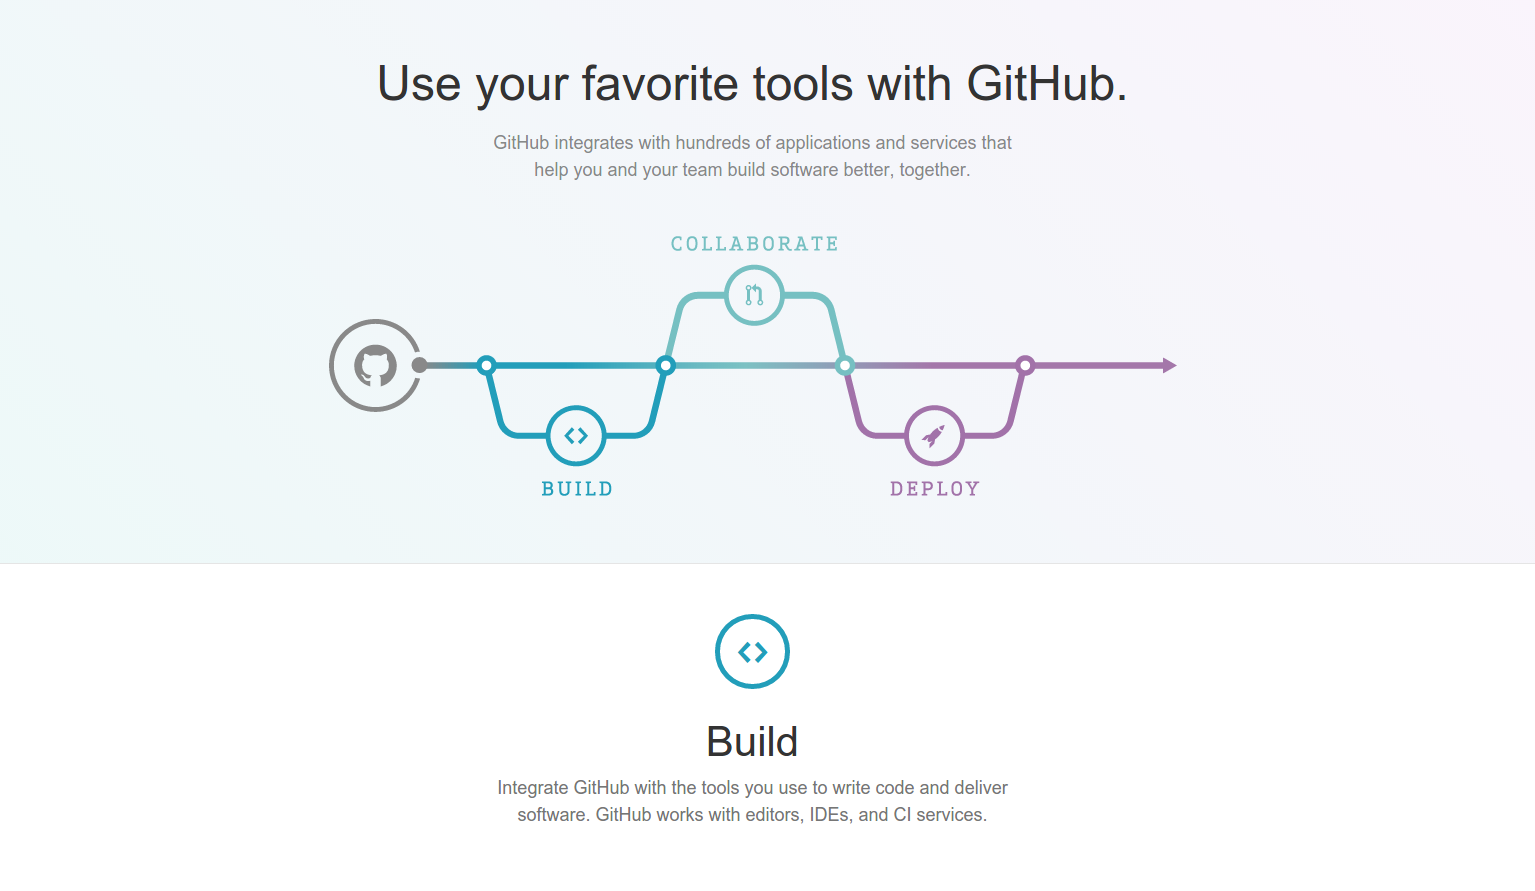 Use your favorite tools with GitHub.
GitHub integrates with hundreds of applications and services that
help you and your team build software better, together.
COLLABORATE
BUILD
DEPLOY
Build
Integrate GitHub with the tools you use to write code and deliver
software. GitHub works with editors, IDEs, and CI services.